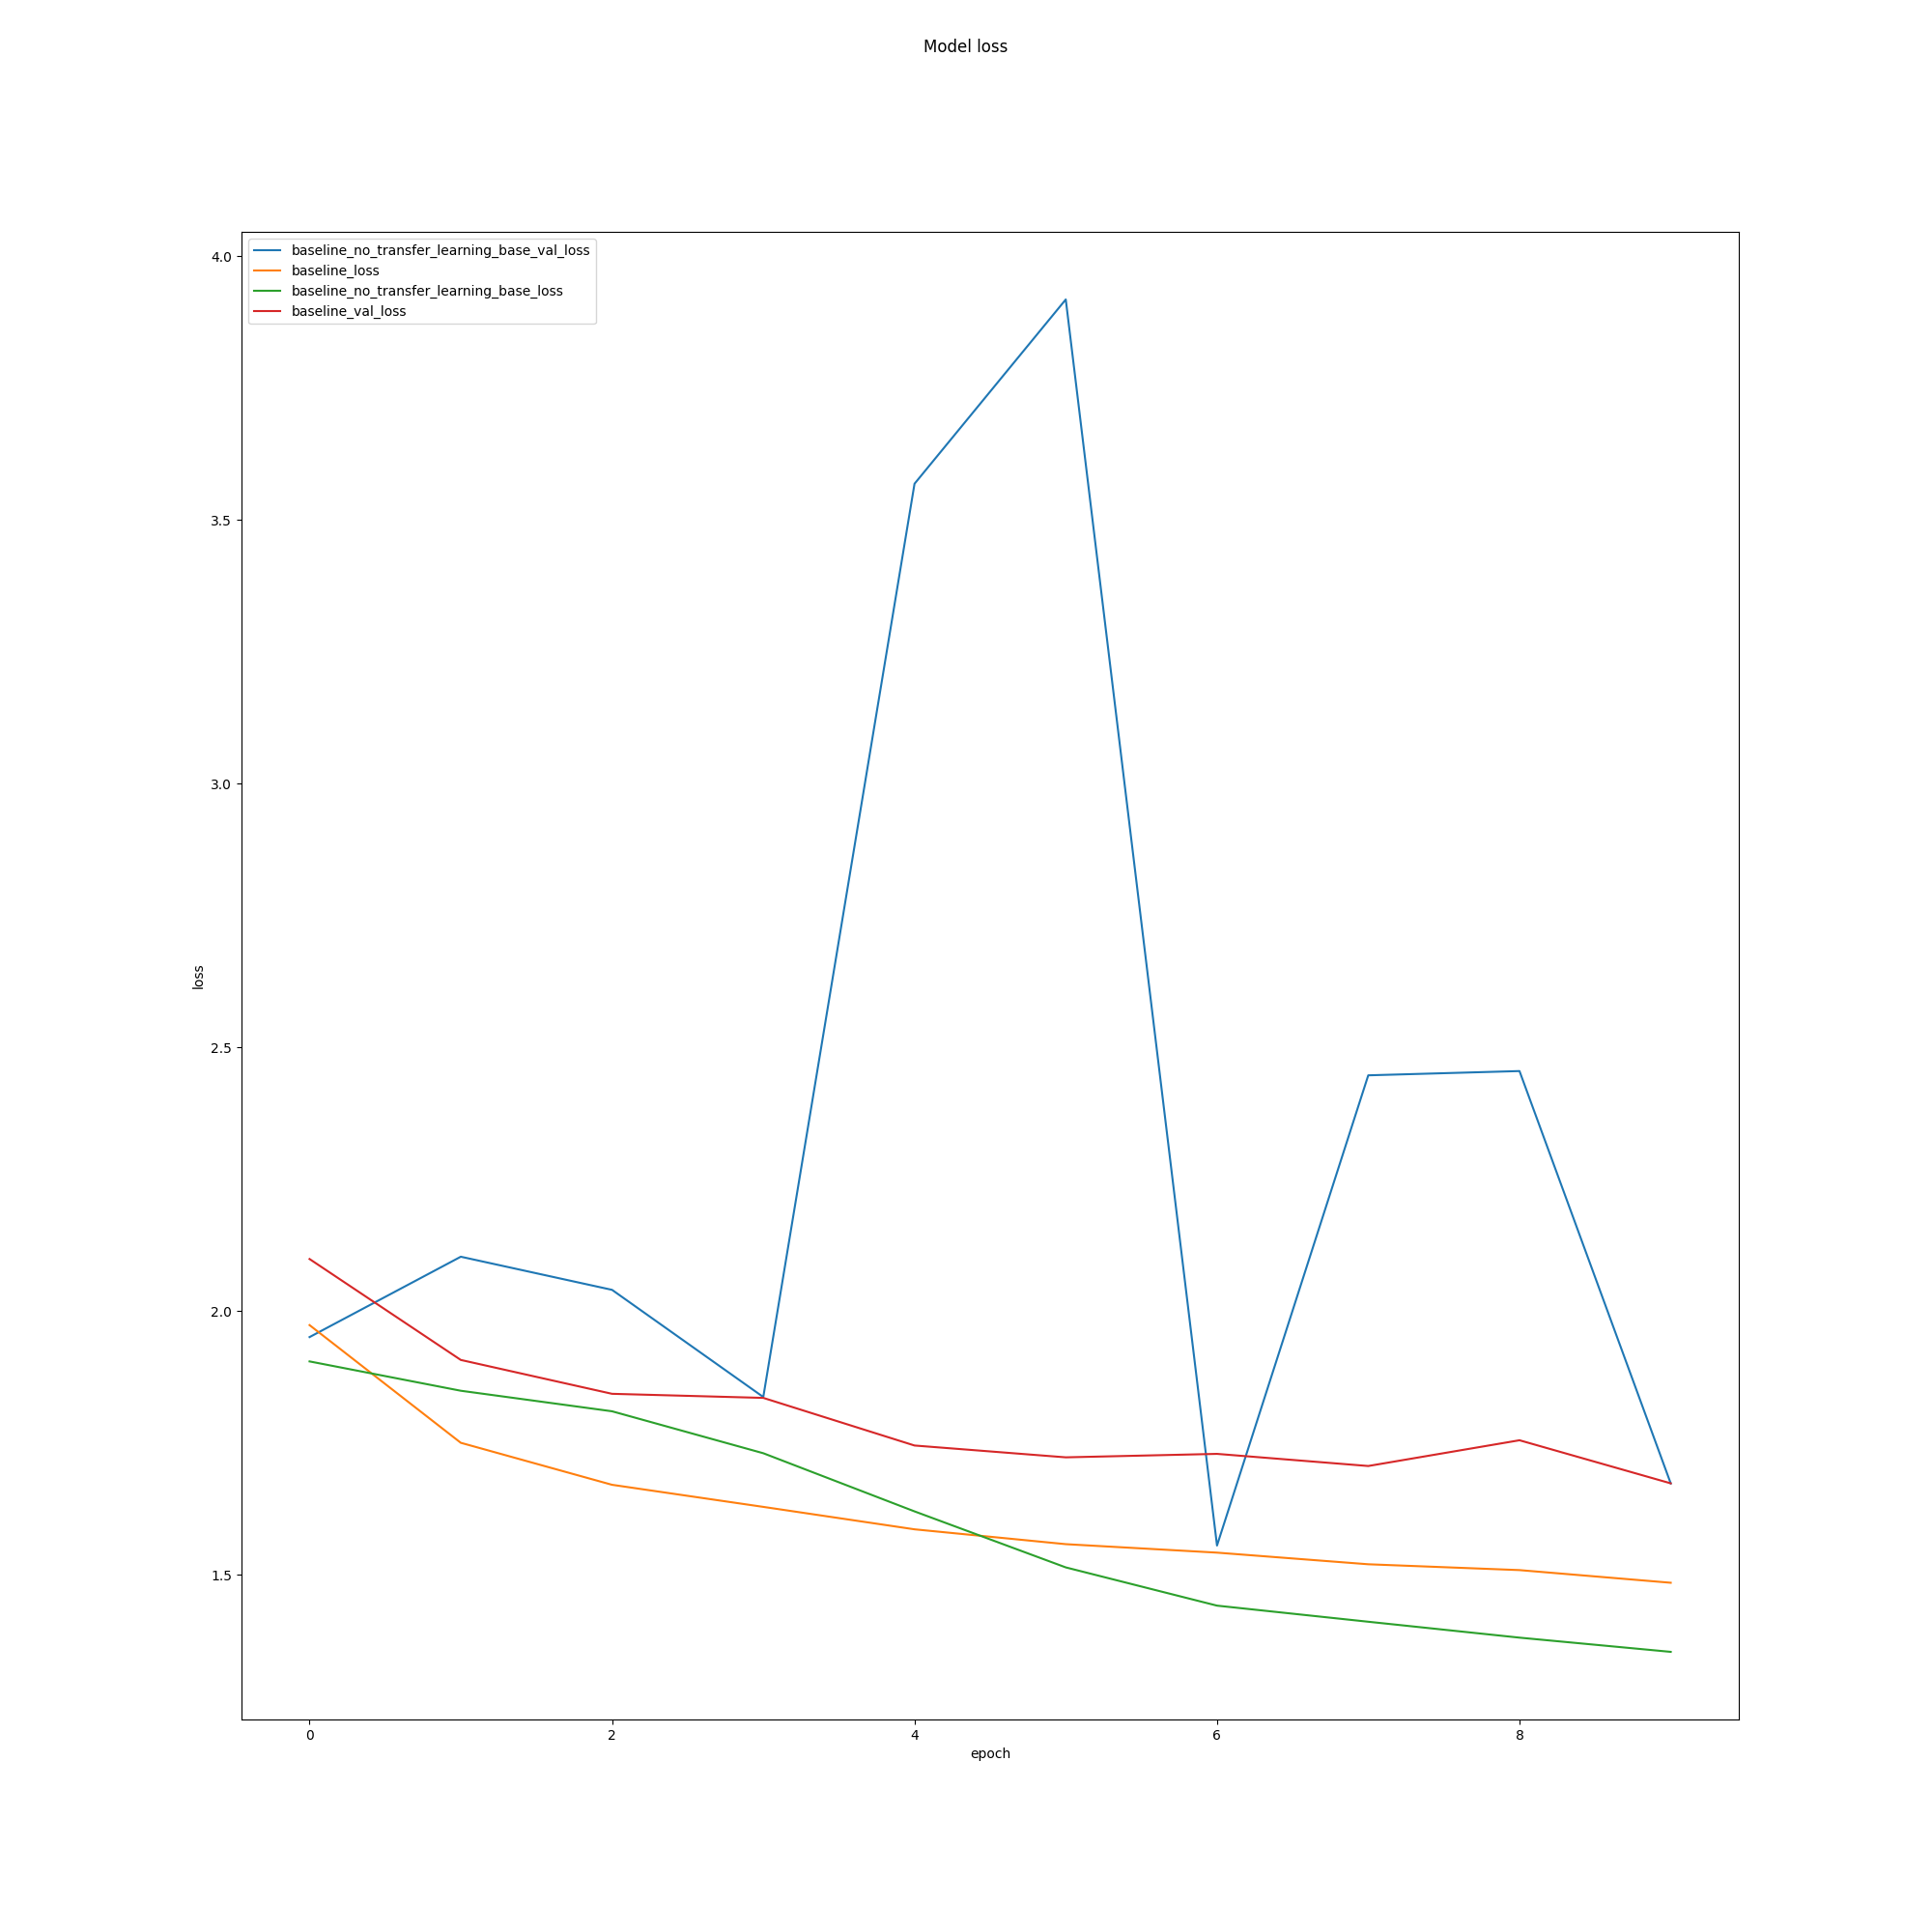 Model loss
baseline_no_transfer_learning_base_val_loss
baseline_loss
baseline_no_transfer_learning_base_loss
baseline_val_loss
4.0
3.5
3.0
2.5
2.0
1.5
loss
0 2 4 6 8
epoch